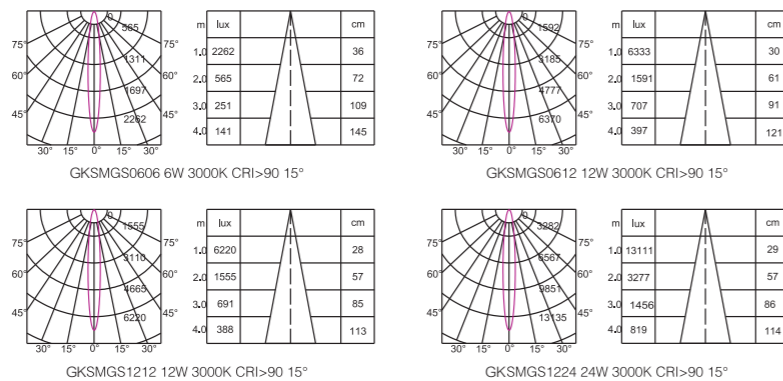 0
565
1311
1697
2262
75° 75°
60° 60°
45° 45°
30° 15° 0° 15° 30°
m lux cm
1.0 2262 36
2.0 565 72
3.0 251 109
4.0 141 145
GKSMGS0606 6W 3000K CRI>90 15°
0
1592
3185
4777
6370
75° 75°
60° 60°
45° 45°
30° 15° 0° 15° 30°
m lux cm
1.0 6333 30
2.0 1591 61
3.0 707 91
4.0 397 121
GKSMGS0612 12W 3000K CRI>90 15°
0
1555
3110
4665
6220
75° 75°
60° 60°
45° 45°
30° 15° 0° 15° 30°
m lux cm
1.0 6220 28
2.0 1555 57
3.0 691 85
4.0 388 113
GKSMGS1212 12W 3000K CRI>90 15°
0
3282
6567
9851
13135
75° 75°
60° 60°
45° 45°
30° 15° 0° 15° 30°
m lux cm
1.0 13111 29
2.0 3277 57
3.0 1456 86
4.0 819 114
GKSMGS1224 24W 3000K CRI>90 15°